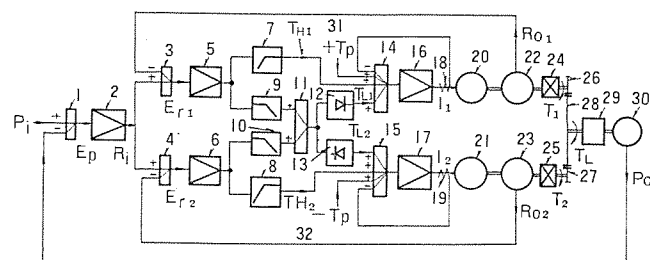 7 T_H1 31 +Tp 14 16 18 20 22 24 26 R_O1
3 5
1 2 9 11 12 28 29 30
P_i E_r1 10 T_L1 I_1 T_1 T_L
E_p R_i 4 6 T_L2 15 17 21 23 25 27 P_O
13 8 I_2 T_2
E_r2 T_H2 -Tp 19
32 R_O2